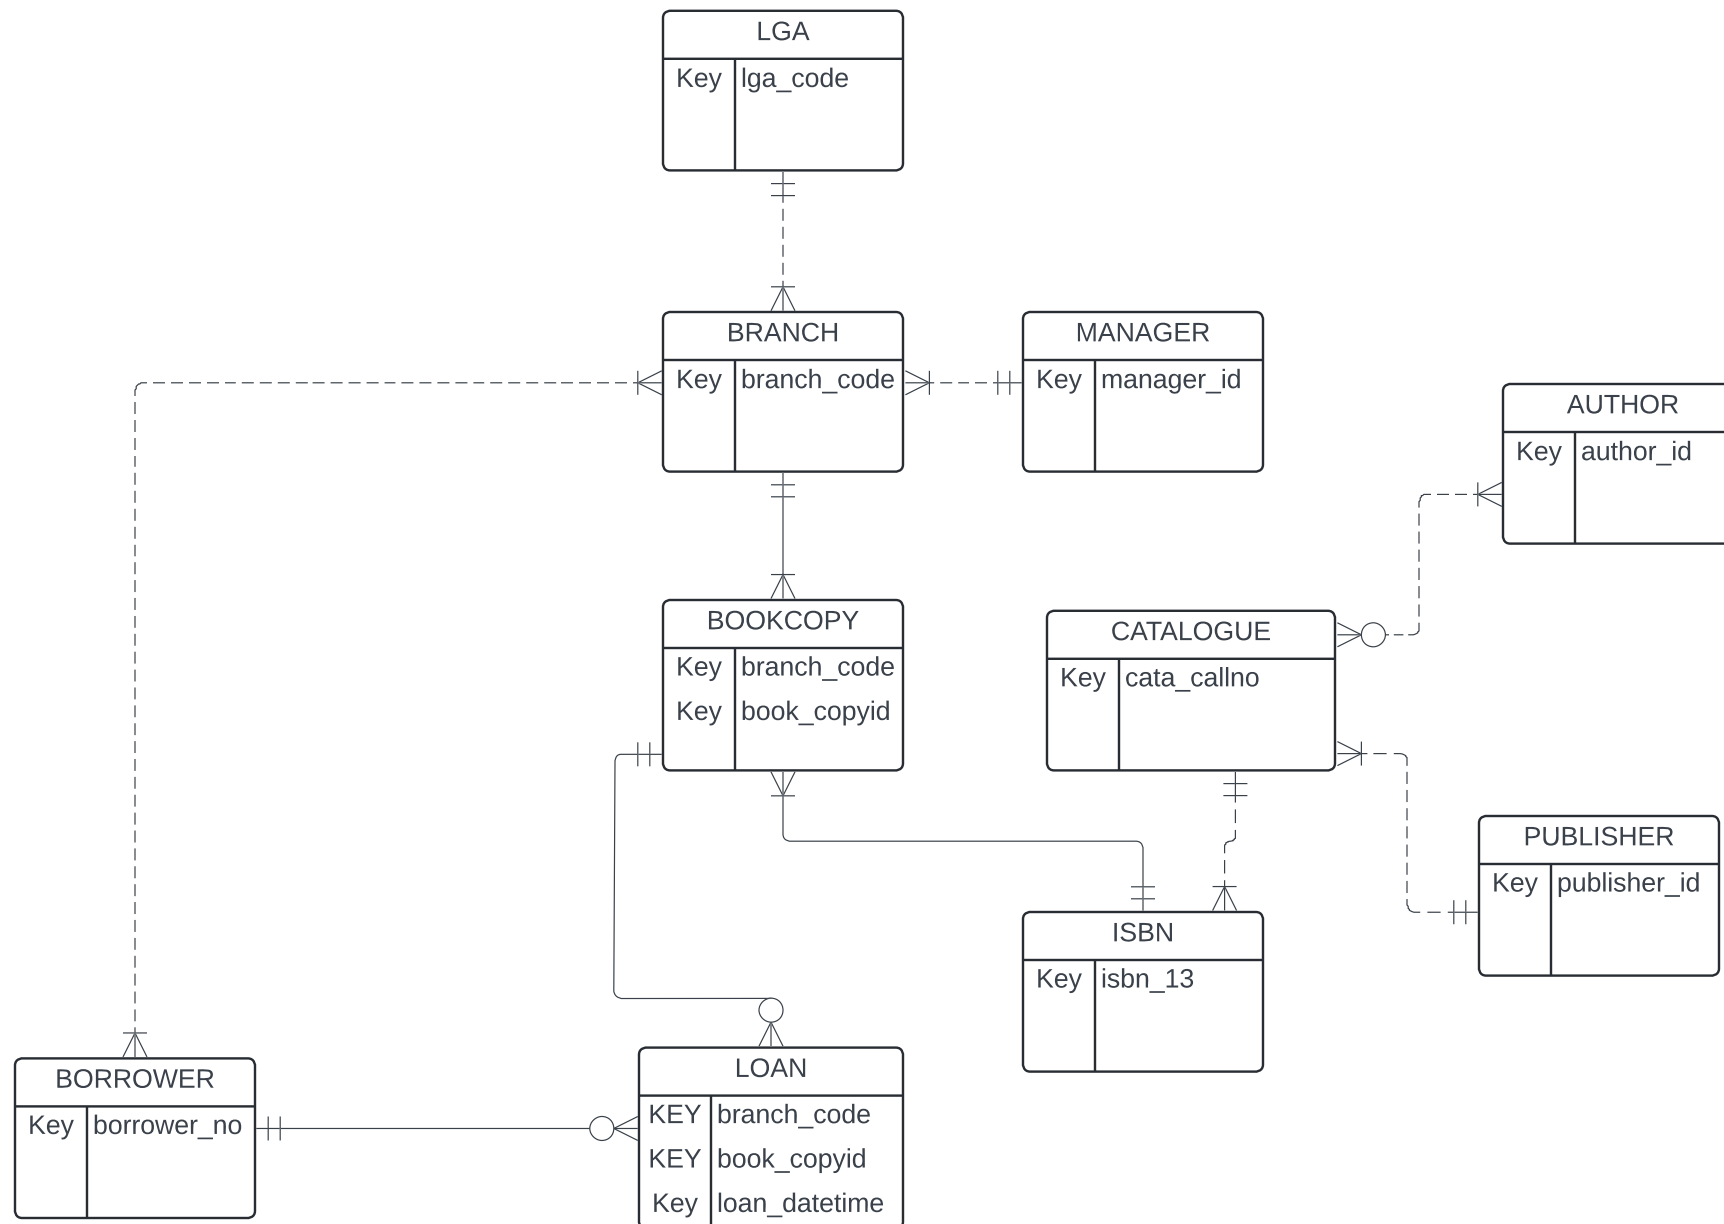 LGA
Key lga_code
BRANCH
Key branch_code
MANAGER
Key manager_id
AUTHOR
Key author_id
BOOKCOPY
Key branch_code
Key book_copyid
CATALOGUE
Key cata_callno
PUBLISHER
Key publisher_id
ISBN
Key isbn_13
BORROWER
Key borrower_no
LOAN
KEY branch_code
KEY book_copyid
Key loan_datetime